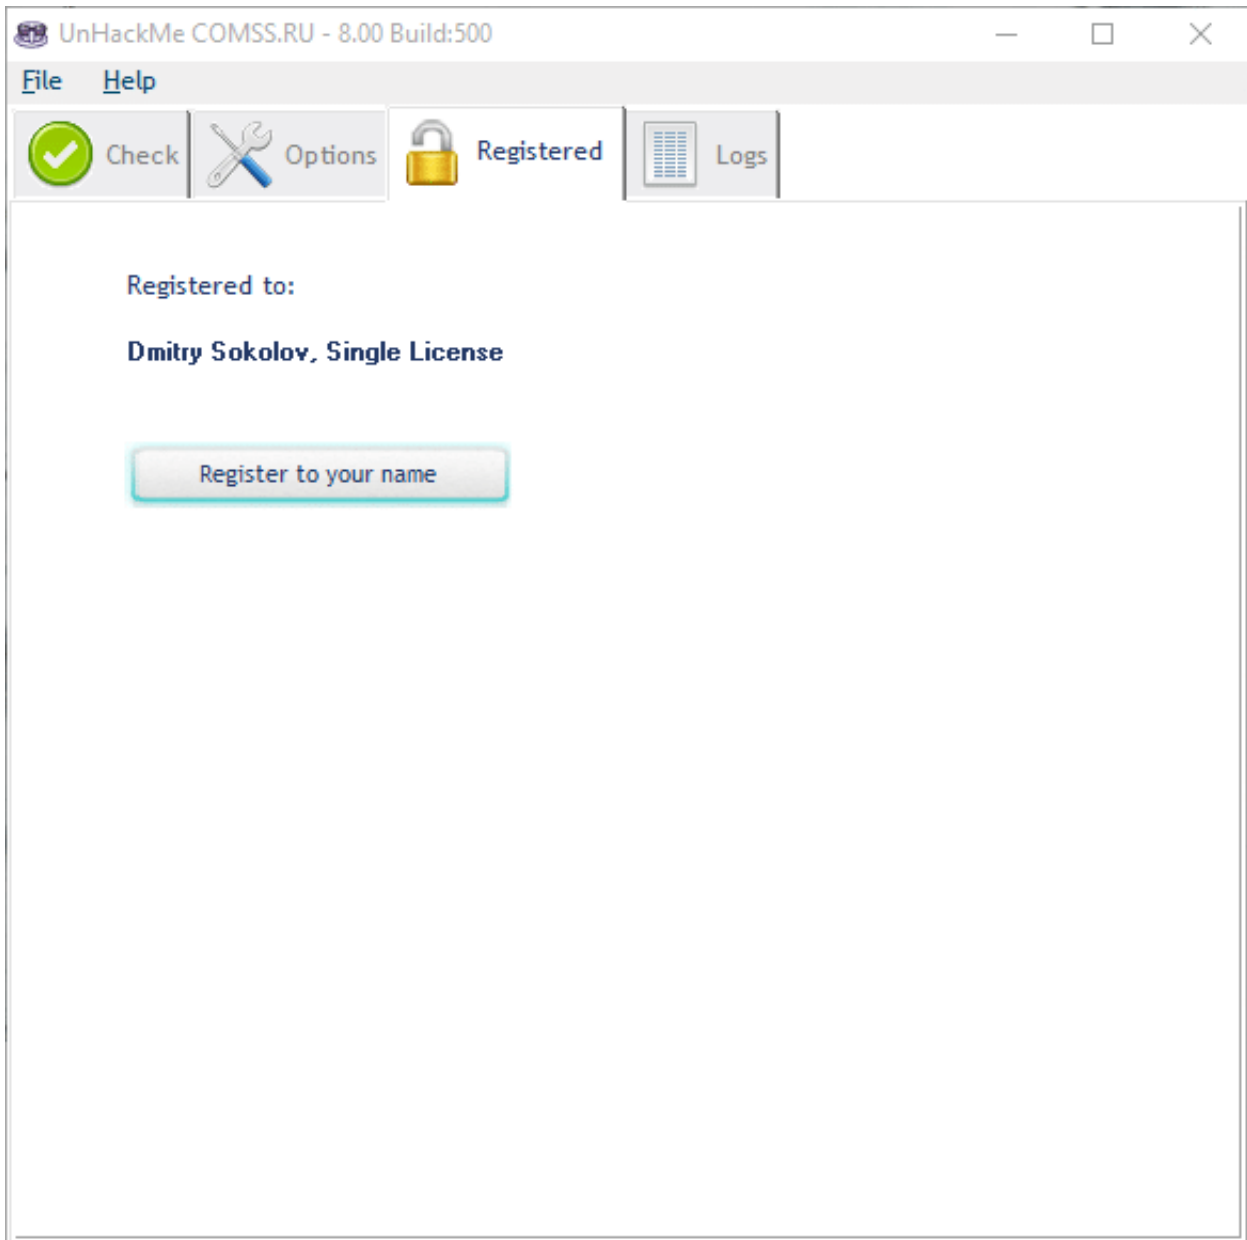 UnHackMe COMSS.RU - 8.00 Build:500
File Help
Check Options Registered Logs
Registered to:
Dmitry Sokolov, Single License
Register to your name